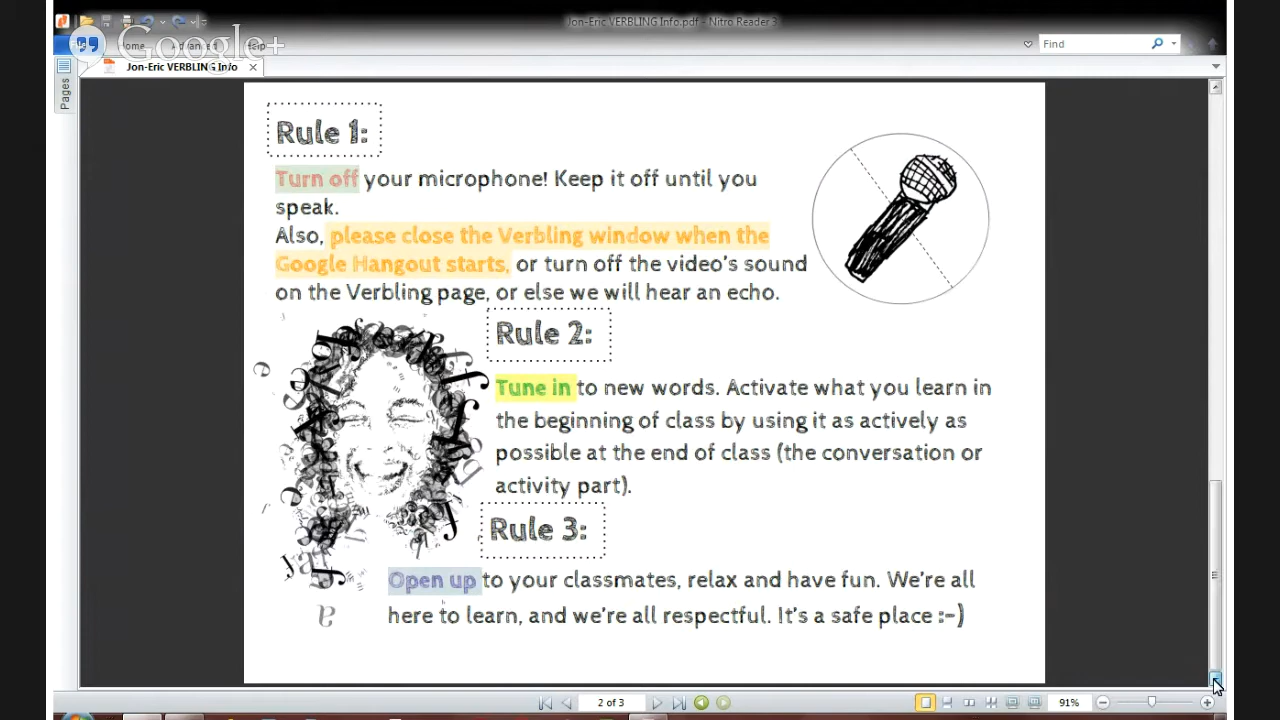 Jon-Eric VERBLING Info.pdf - Nitro Reader 3
Google+
File Home Advanced Help
Find
Jon-Eric VERBLING Info
Pages
Rule 1:
Turn off your microphone! Keep it off until you
speak.
Also, please close the Verbling window when the
Google Hangout starts, or turn off the video's sound
on the Verbling page, or else we will hear an echo.
Rule 2:
Tune in to new words. Activate what you learn in
the beginning of class by using it as actively as
possible at the end of class (the conversation or
activity part).
Rule 3:
Open up to your classmates, relax and have fun. We're all
here to learn, and we're all respectful. It's a safe place :-)
2 of 3
91%